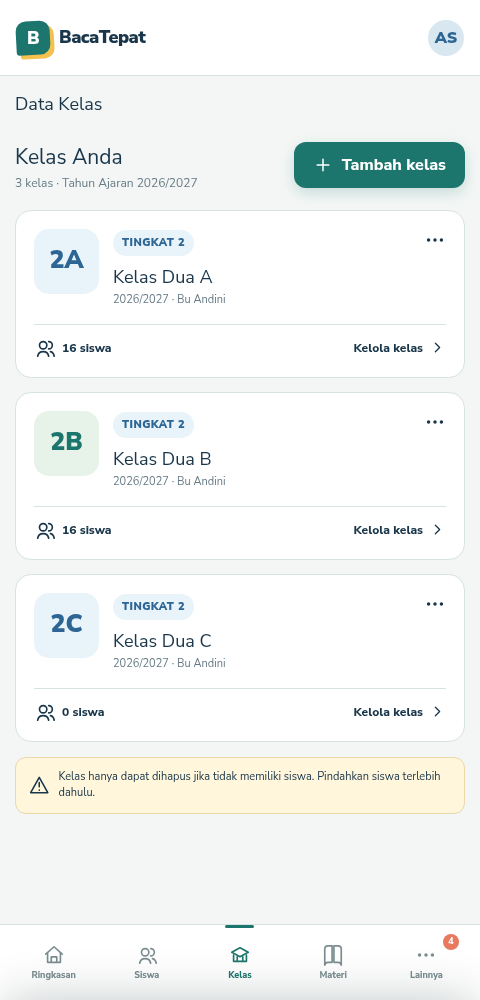 B BacaTepat
AS
Data Kelas
Kelas Anda
3 kelas · Tahun Ajaran 2026/2027
Tambah kelas
2A
TINGKAT 2
Kelas Dua A
2026/2027 · Bu Andini
16 siswa
Kelola kelas
2B
TINGKAT 2
Kelas Dua B
2026/2027 · Bu Andini
16 siswa
Kelola kelas
2C
TINGKAT 2
Kelas Dua C
2026/2027 · Bu Andini
0 siswa
Kelola kelas
Kelas hanya dapat dihapus jika tidak memiliki siswa. Pindahkan siswa terlebih
dahulu.
Ringkasan
Siswa
Kelas
Materi
4
Lainnya